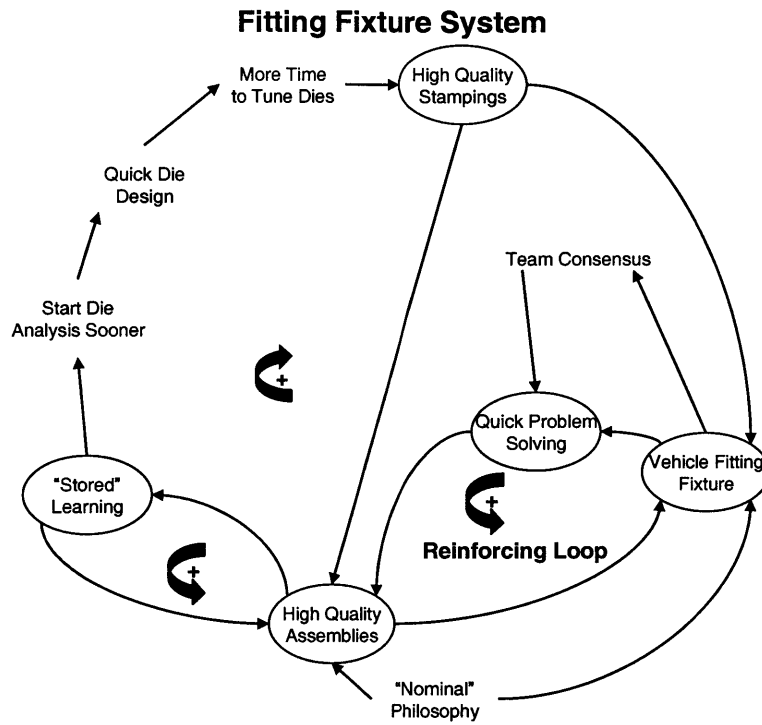 Fitting Fixture System
More Time
to Tune Dies
High Quality
Stampings
Quick Die
Design
Team Consensus
Start Die
Analysis Sooner
+
Quick Problem
Solving
Vehicle Fitting
Fixture
"Stored"
Learning
+
Reinforcing Loop
+
High Quality
Assemblies
"Nominal"
Philosophy